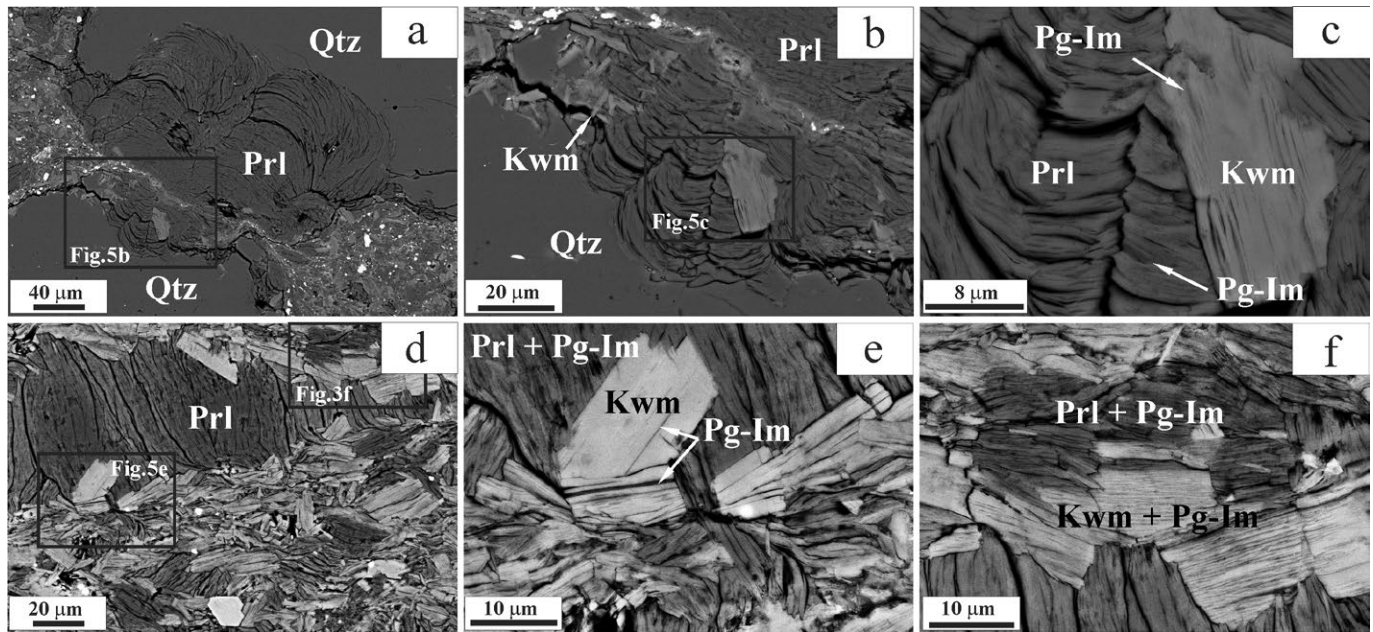 a
Qtz
Prl
Fig.5b
Qtz
40 μm
b
Prl
Kwm
Fig.5c
Qtz
20 μm
c
Pg-Im
Prl
Kwm
Pg-Im
8 μm
d
Fig.3f
Prl
Fig.5e
20 μm
e
Prl + Pg-Im
Kwm
Pg-Im
10 μm
f
Prl + Pg-Im
Kwm + Pg-Im
10 μm